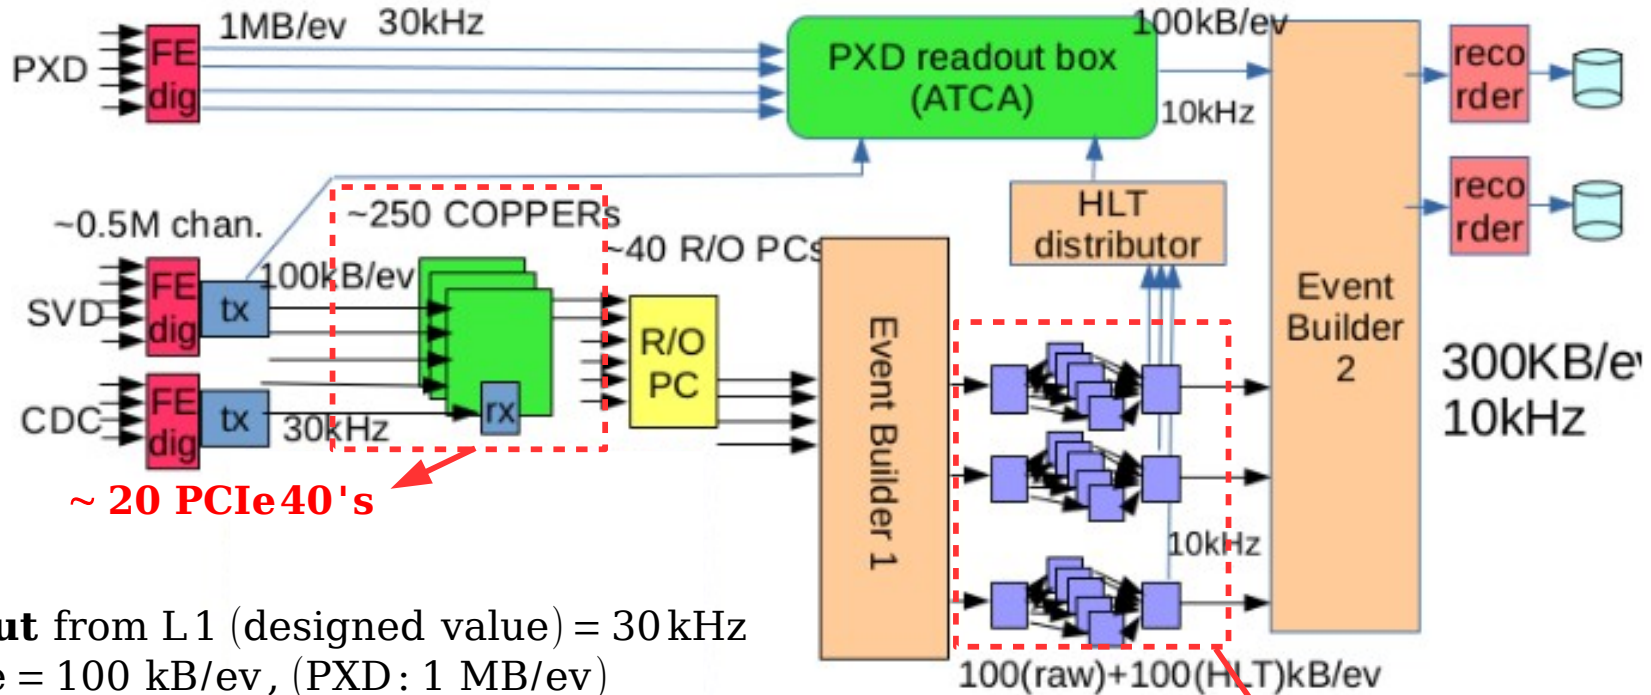 1MB/ev 30kHz
100kB/ev
PXD
FE
dig
PXD readout box
(ATCA)
10kHz
reco
rder
reco
rder
~0.5M chan.
~250 COPPERs
~40 R/O PCs
HLT
distributor
SVD
FE
dig
tx
100kB/ev
R/O
PC
Event Builder 1
Event
Builder
2
300KB/ev
10kHz
CDC
FE
dig
tx
30kHz
rx
~ 20 PCIe40's
10kHz
ut from L1 (designed value) = 30 kHz
e = 100 kB/ev, (PXD: 1 MB/ev)
100(raw)+100(HLT)kB/ev